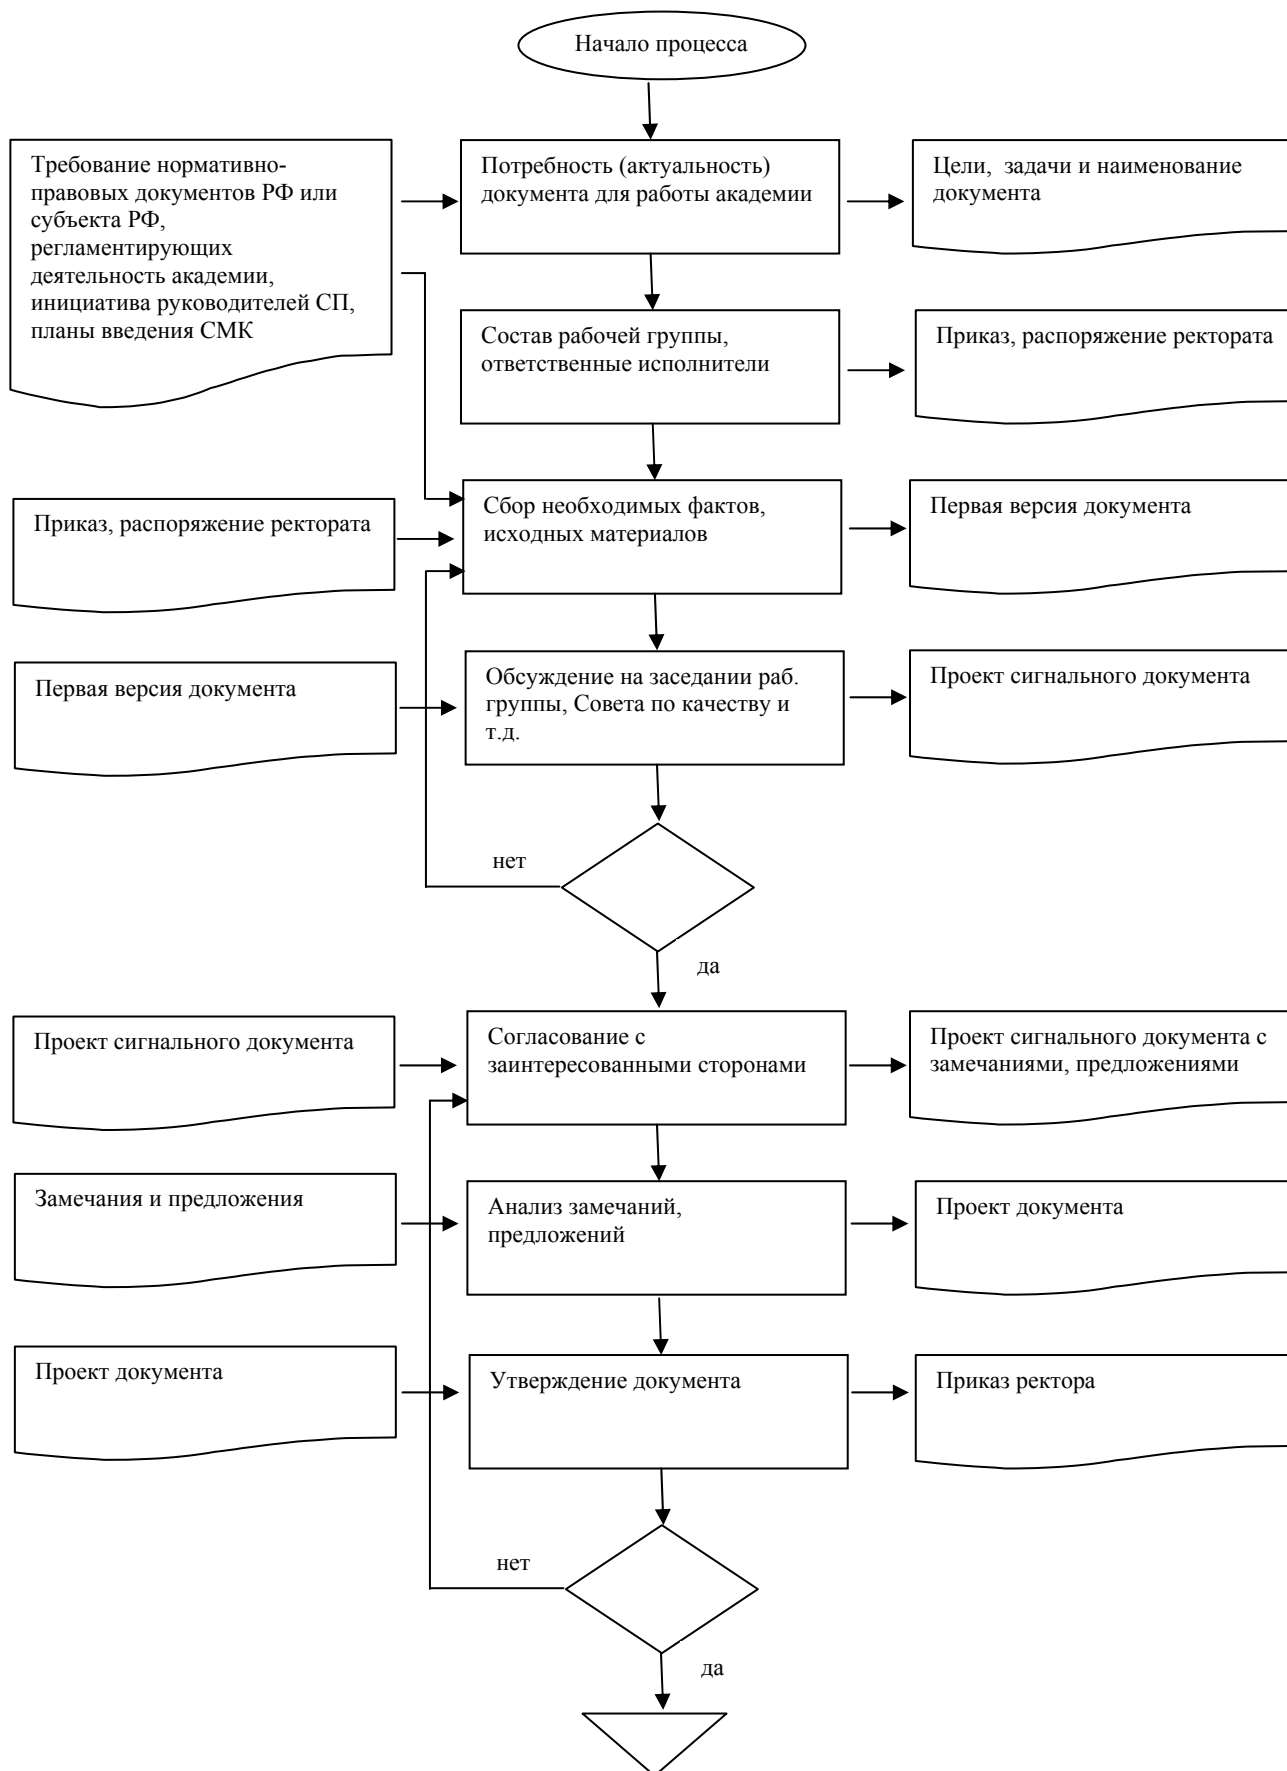 Начало процесса
Требование нормативно-
правовых документов РФ или
субъекта РФ,
регламентирующих
деятельность академии,
инициатива руководителей СП,
планы введения СМК
Потребность (актуальность)
документа для работы академии
Цели, задачи и наименование
документа
Состав рабочей группы,
ответственные исполнители
Приказ, распоряжение ректората
Приказ, распоряжение ректората
Сбор необходимых фактов,
исходных материалов
Первая версия документа
Первая версия документа
Обсуждение на заседании раб.
группы, Совета по качеству и
т.д.
Проект сигнального документа
нет
да
Проект сигнального документа
Согласование с
заинтересованными сторонами
Проект сигнального документа с
замечаниями, предложениями
Замечания и предложения
Анализ замечаний,
предложений
Проект документа
Проект документа
Утверждение документа
Приказ ректора
нет
да